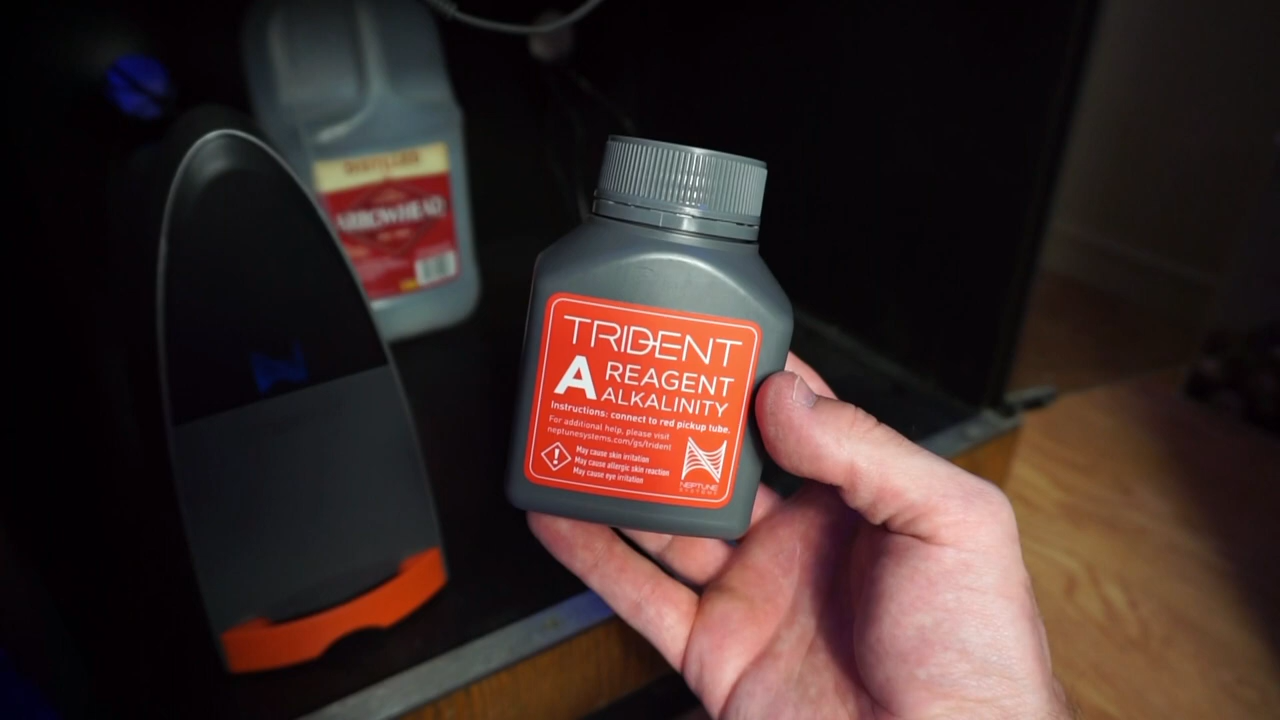 DISTILLED
ARROWHEAD
TRIDENT
A REAGENT
ALKALINITY
Instructions: connect to red pickup tube.
For additional help, please visit
neptunesystems.com/gs/trident
!
May cause skin irritation
May cause allergic skin reaction
May cause eye irritation
NEPTUNE
SYSTEMS